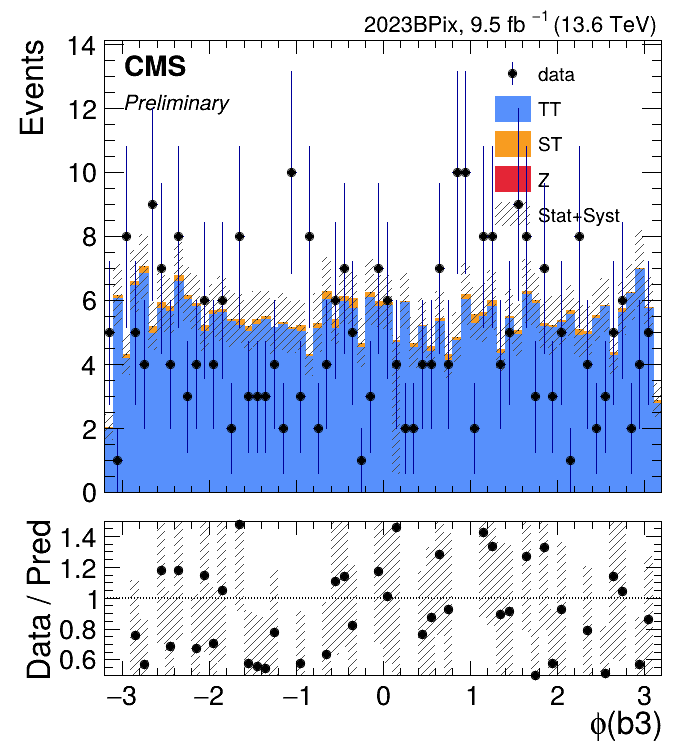 2023BPix, 9.5 fb⁻¹ (13.6 TeV)
Events
14
12
10
8
6
4
2
0
CMS
Preliminary
data
TT
ST
Z
Stat+Syst
Data / Pred
1.4
1.2
1
0.8
0.6
−3
−2
−1
0
1
2
3
ϕ(b3)